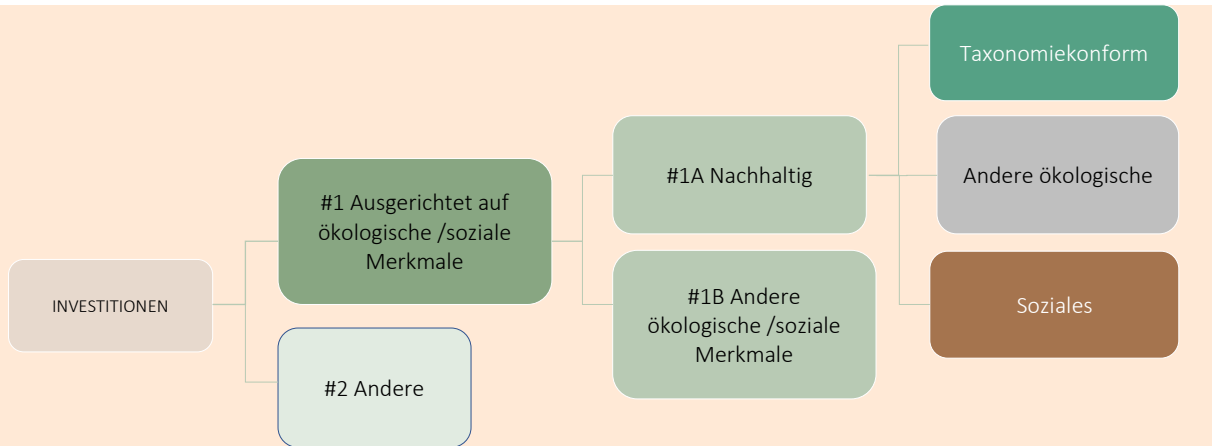 INVESTITIONEN
#1 Ausgerichtet auf
ökologische /soziale
Merkmale
#2 Andere
#1A Nachhaltig
#1B Andere
ökologische /soziale
Merkmale
Taxonomiekonform
Andere ökologische
Soziales